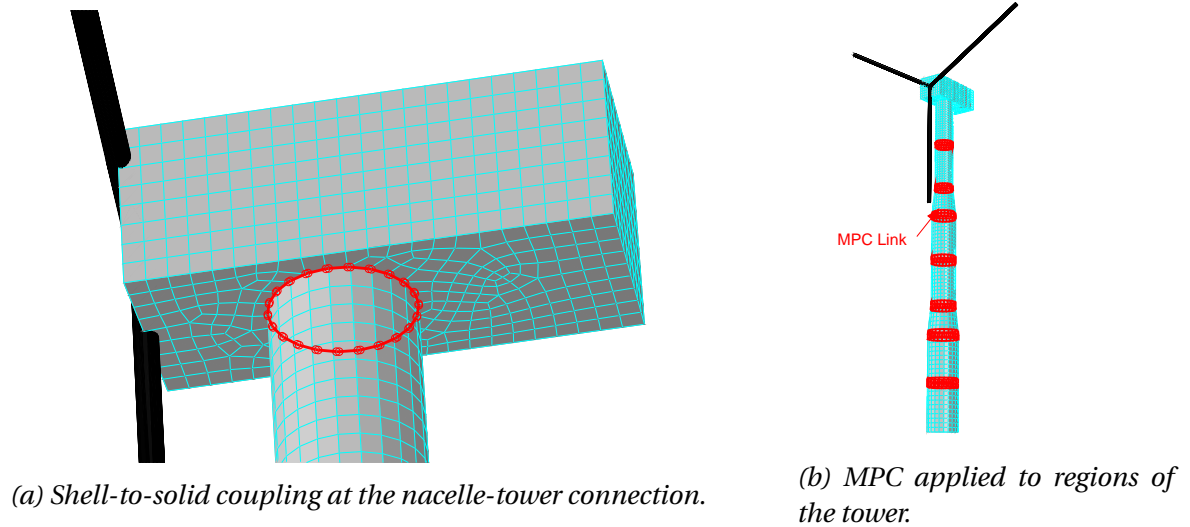 MPC Link
(a) Shell-to-solid coupling at the nacelle-tower connection.
(b) MPC applied to regions of
the tower.